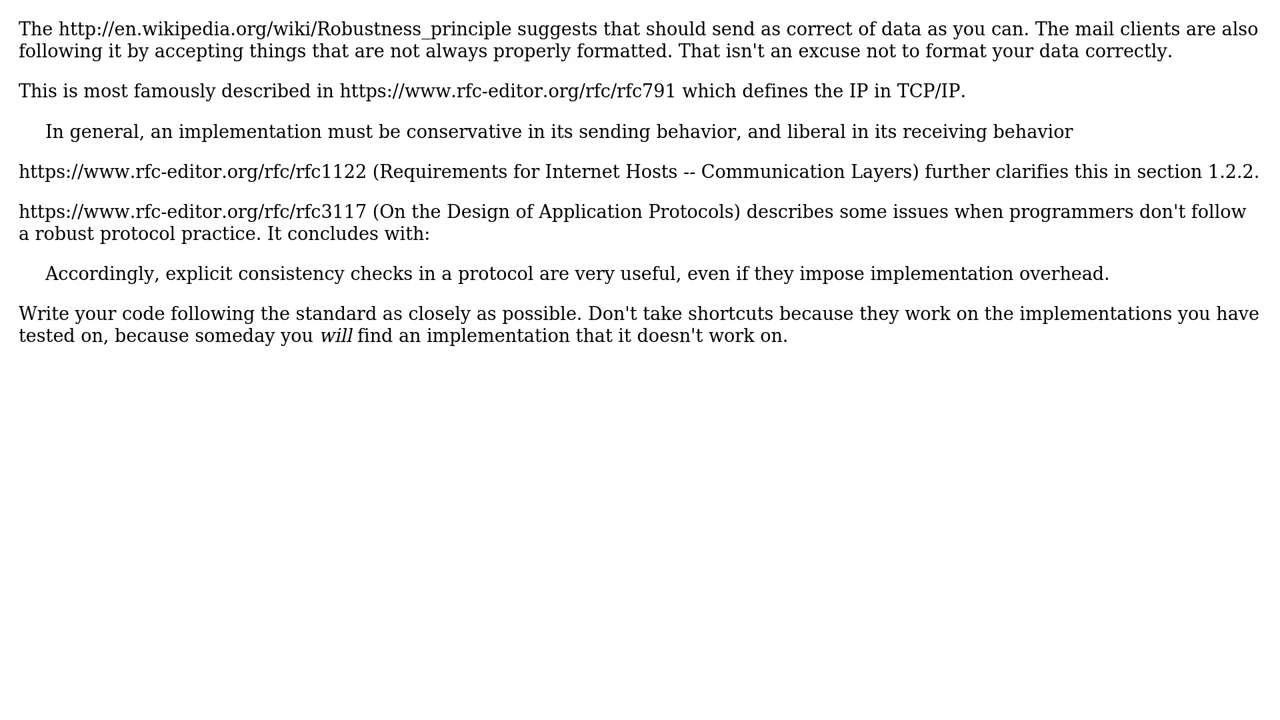 The http://en.wikipedia.org/wiki/Robustness_principle suggests that should send as correct of data as you can. The mail clients are also
following it by accepting things that are not always properly formatted. That isn't an excuse not to format your data correctly.
This is most famously described in https://www.rfc-editor.org/rfc/rfc791 which defines the IP in TCP/IP.
In general, an implementation must be conservative in its sending behavior, and liberal in its receiving behavior
https://www.rfc-editor.org/rfc/rfc1122 (Requirements for Internet Hosts -- Communication Layers) further clarifies this in section 1.2.2.
https://www.rfc-editor.org/rfc/rfc3117 (On the Design of Application Protocols) describes some issues when programmers don't follow
a robust protocol practice. It concludes with:
Accordingly, explicit consistency checks in a protocol are very useful, even if they impose implementation overhead.
Write your code following the standard as closely as possible. Don't take shortcuts because they work on the implementations you have
tested on, because someday you will find an implementation that it doesn't work on.